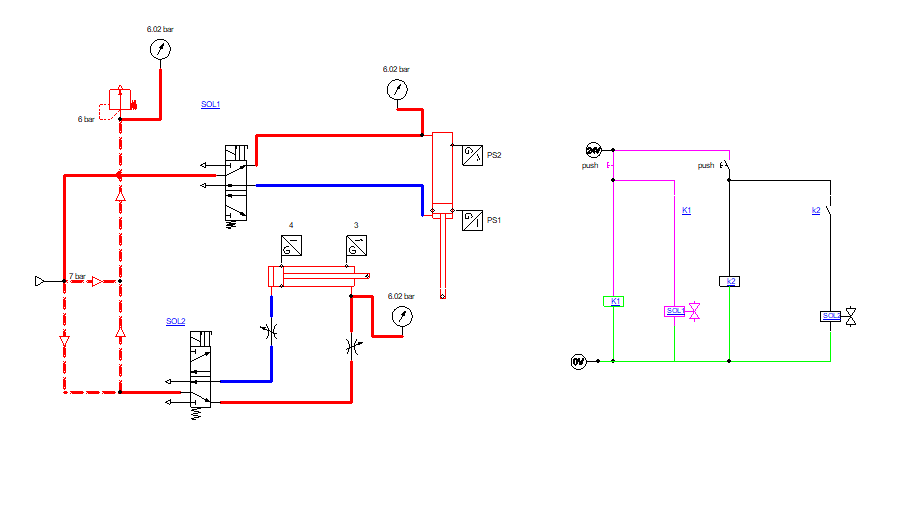 6.02 bar
6.02 bar
6 bar
SOL1
PS2
24V
push
push
K1
k2
PS1
4
3
7 bar
k2
6.02 bar
K1
SOL1
SOL2
SOL2
0V